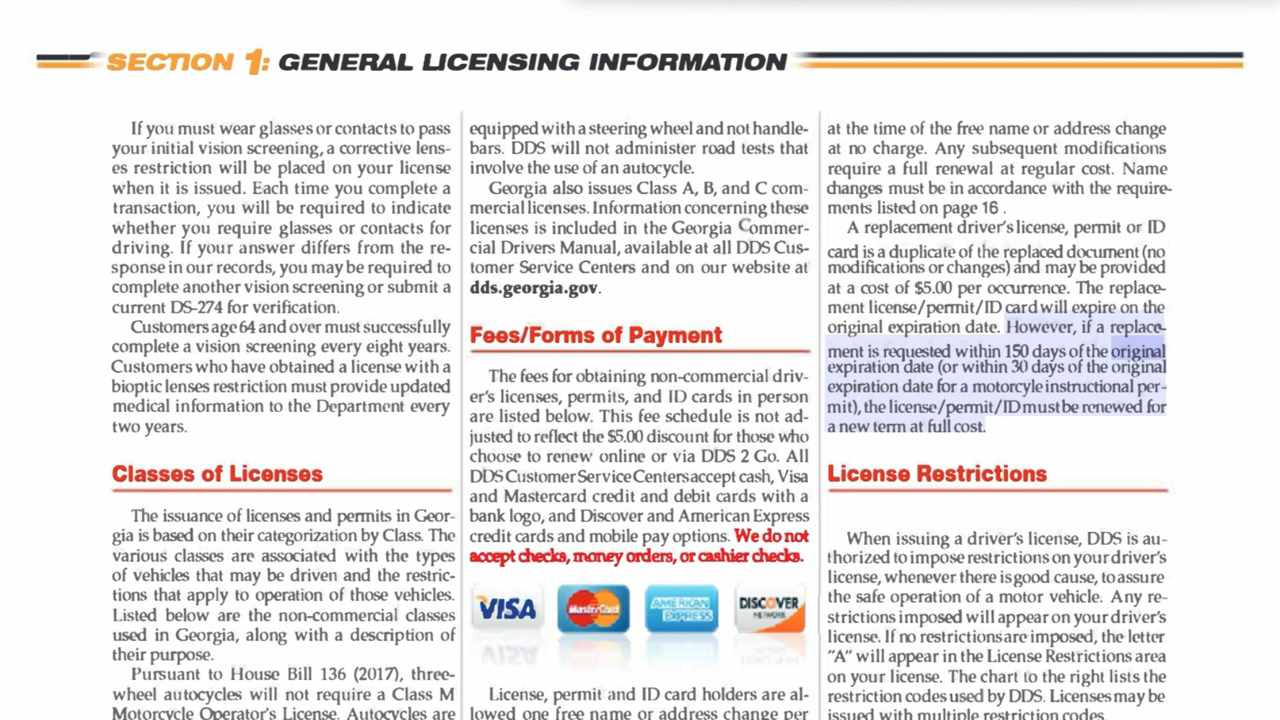 SECTION 1: GENERAL LICENSING INFORMATION
If you must wear glasses or contacts to pass
your initial vision screening, a corrective lens-
es restriction will be placed on your license
when it is issued. Each time you complete a
transaction, you will be required to indicate
whether you require glasses or contacts for
driving. If your answer differs from the re-
sponse in our records, you may be required to
complete another vision screening or submit a
current DS-274 for verification.
Customers age 64 and over must successfully
complete a vision screening every eight years.
Customers who have obtained a license with a
bioptic lenses restriction must provide updated
medical information to the Department every
two years.
Classes of Licenses
The issuance of licenses and permits in Geor-
gia is based on their categorization by Class. The
various classes are associated with the types
of vehicles that may be driven and the restric-
tions that apply to operation of those vehicles.
Listed below are the non-commercial classes
used in Georgia, along with a description of
their purpose.
Pursuant to House Bill 136 (2017), three-
wheel autocycles will not require a Class M
Motorcycle Operator's License. Autocycles are
equipped with a steering wheel and not handle-
bars. DDS will not administer road tests that
involve the use of an autocycle.
Georgia also issues Class A, B, and C com-
mercial licenses. Information concerning these
licenses is included in the Georgia Commer-
cial Drivers Manual, available at all DDS Cus-
tomer Service Centers and on our website at
dds.georgia.gov.
Fees/Forms of Payment
The fees for obtaining non-commercial driv-
er's licenses, permits, and ID cards in person
are listed below. This fee schedule is not ad-
justed to reflect the $5.00 discount for those who
choose to renew online or via DDS 2 Go. All
DDS Customer Service Centers accept cash, Visa
and Mastercard credit and debit cards with a
bank logo, and Discover and American Express
credit cards and mobile pay options. We do not
accept checks, money orders, or cashier checks.
VISA MasterCard AMERICAN EXPRESS DISCOVER NETWORK
License, permit and ID card holders are al-
lowed one free name or address change per
at the time of the free name or address change
at no charge. Any subsequent modifications
require a full renewal at regular cost. Name
changes must be in accordance with the require-
ments listed on page 16 .
A replacement driver's license, permit or ID
card is a duplicate of the replaced document (no
modifications or changes) and may be provided
at a cost of $5.00 per occurrence. The replace-
ment license/permit/ID card will expire on the
original expiration date. However, if a replace-
ment is requested within 150 days of the original
expiration date (or within 30 days of the original
expiration date for a motorcyle instructional per-
mit), the license/permit/ID must be renewed for
a new term at full cost.
License Restrictions
When issuing a driver's license, DDS is au-
thorized to impose restrictions on your driver's
license, whenever there is good cause, to assure
the safe operation of a motor vehicle. Any re-
strictions imposed will appear on your driver's
license. If no restrictions are imposed, the letter
"A" will appear in the License Restrictions area
on your license. The chart to the right lists the
restriction codes used by DDS. Licenses may be
issued with multiple restriction codes.